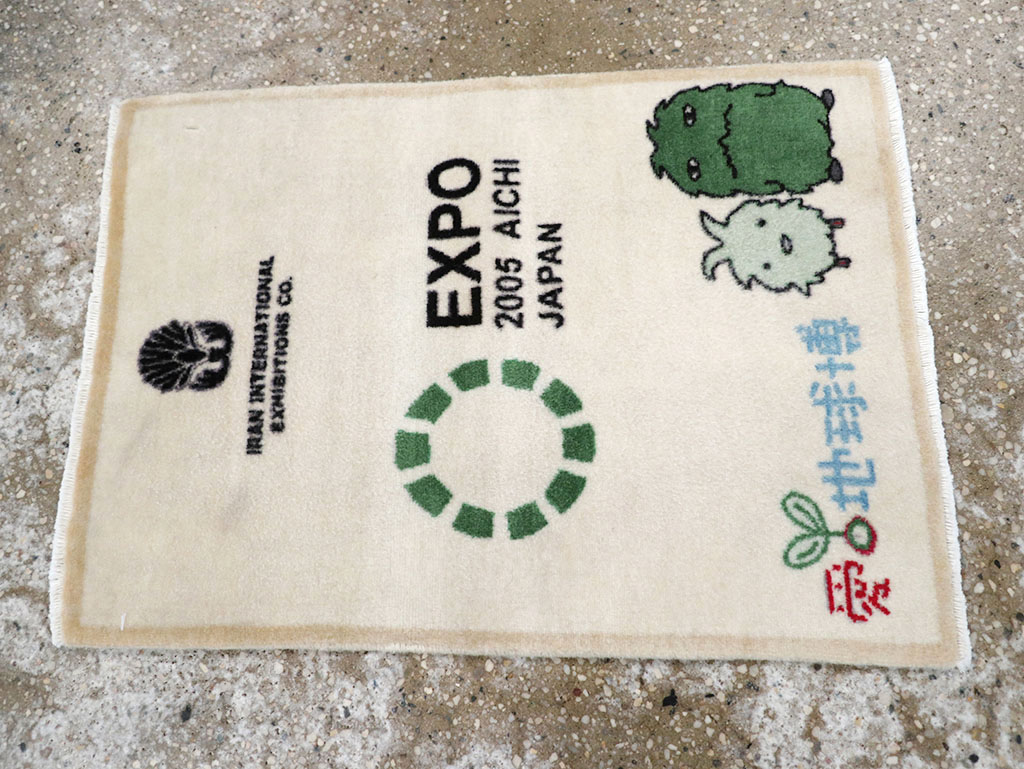 IRAN INTERNATIONAL
EXHIBITIONS CO.
EXPO
2005 AICHI
JAPAN
愛・地球博